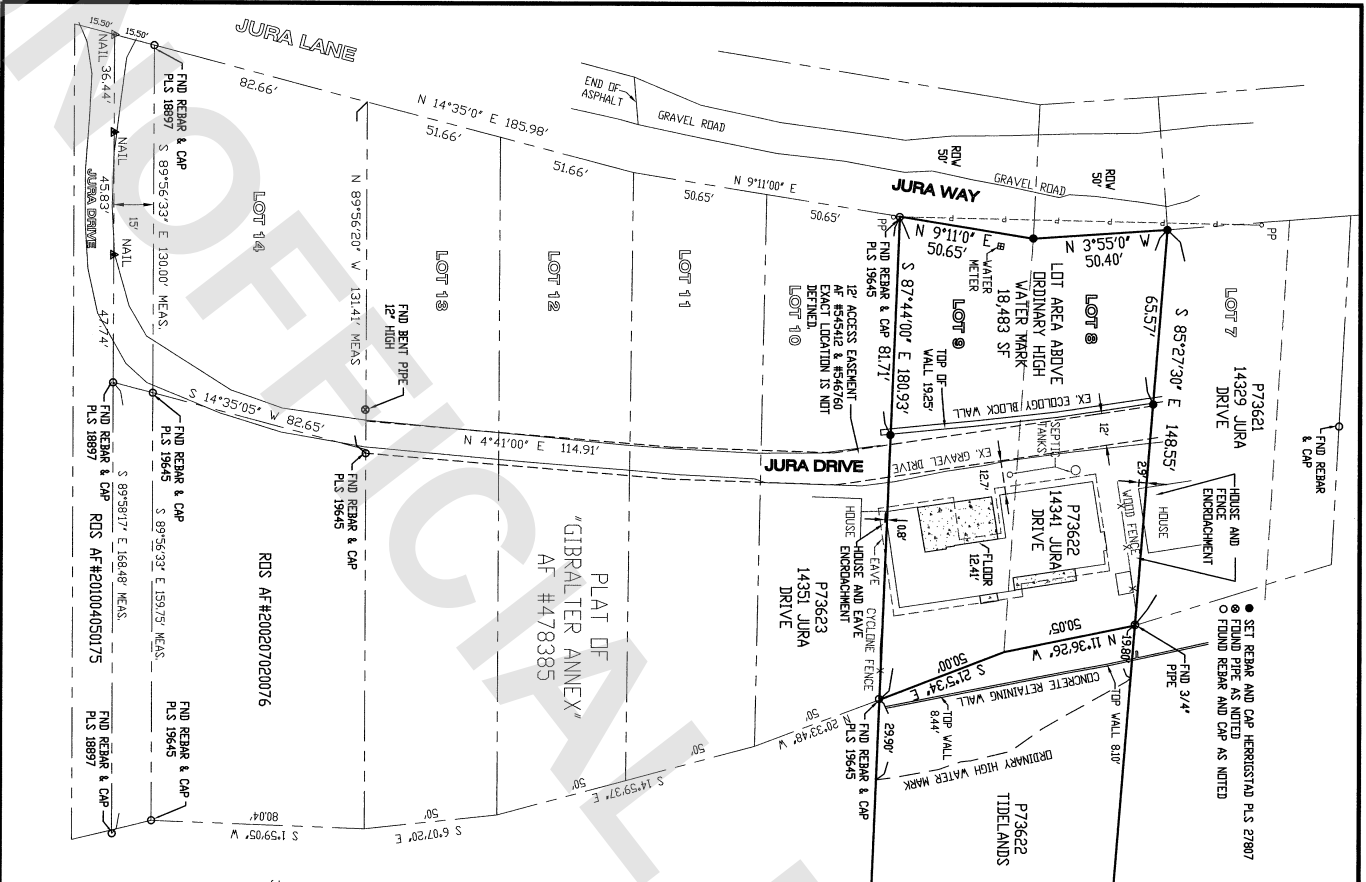 UNOFFICIAL
JURA LANE
15.50'
15.50'
NAIL 36.44'
FND REBAR & CAP
PLS 18897
82.66'
N 14°35'0" E 185.98'
51.66'
51.66'
END OF
ASPHALT
GRAVEL ROAD
50.65'
N 9°11'00" E
50.65'
JURA WAY
ROW
50'
GRAVEL ROAD
ROW
50'
PP
PP
N 9°11'0" E
50.65'
N 3°55'0" W
50.40'
WATER
METER
LOT 7
P73621
14329 JURA
DRIVE
FND REBAR
& CAP
S 85°27'30" E 148.55'
65.57'
LOT 8
LOT AREA ABOVE
ORDINARY HIGH
WATER MARK
18,483 SF
LOT 9
FND REBAR & CAP
PLS 19645
S 87°44'00" E 180.93'
81.71'
TOP OF
WALL 19.25'
EX. ECOLOGY BLOCK WALL
12'
12' ACCESS EASEMENT
AF #545412 & #546760
EXACT LOCATION IS NOT
DEFINED.
LOT 10
LOT 11
LOT 12
LOT 13
LOT 14
NAIL
NAIL
45.83'
15'
JURA DRIVE
47.74'
S 89°56'33" E 130.00' MEAS.
N 89°56'20" W 131.41' MEAS
FND BENT PIPE
12" HIGH
S 14°35'05" W 82.65'
N 4°41'00" E 114.91'
JURA DRIVE
EX. GRAVEL DRIVE
SEPTIC
TANKS
12.7'
2.9'
HOUSE AND
FENCE
ENCROACHMENT
HOUSE
WOOD FENCE
P73622
14341 JURA
DRIVE
FLOOR
12.41'
HOUSE
0.8'
HOUSE AND EAVE
ENCROACHMENT
EAVE
CYCLONE FENCE
P73623
14351 JURA
DRIVE
FND REBAR & CAP
PLS 18897
FND REBAR & CAP
PLS 19645
FND REBAR & CAP
PLS 19645
S 89°58'17" E 168.48' MEAS.
S 89°56'33" E 159.75' MEAS.
ROS AF#201004050175
ROS AF#200207020076
PLAT OF
"GIBRALTER ANNEX"
AF #478385
SET REBAR AND CAP HERRIGSTAD PLS 27807
FOUND PIPE AS NOTED
FOUND REBAR AND CAP AS NOTED
50.05'
N 11°36'26" W
19.80'
FND 3/4"
PIPE
50.00'
S 21°5'34" E
CONCRETE RETAINING WALL
TOP WALL 8.10'
TOP WALL
8.44'
FND REBAR & CAP
PLS 19645
29.90'
ORDINARY HIGH WATER MARK
P73622
TIDELANDS
50'
N 20°33'48" W
50'
S 14°59'37" E
50'
50'
S 6°07'20" E
80.04'
S 1°59'05" W
FND REBAR & CAP
PLS 19645
FND REBAR & CAP
PLS 18897